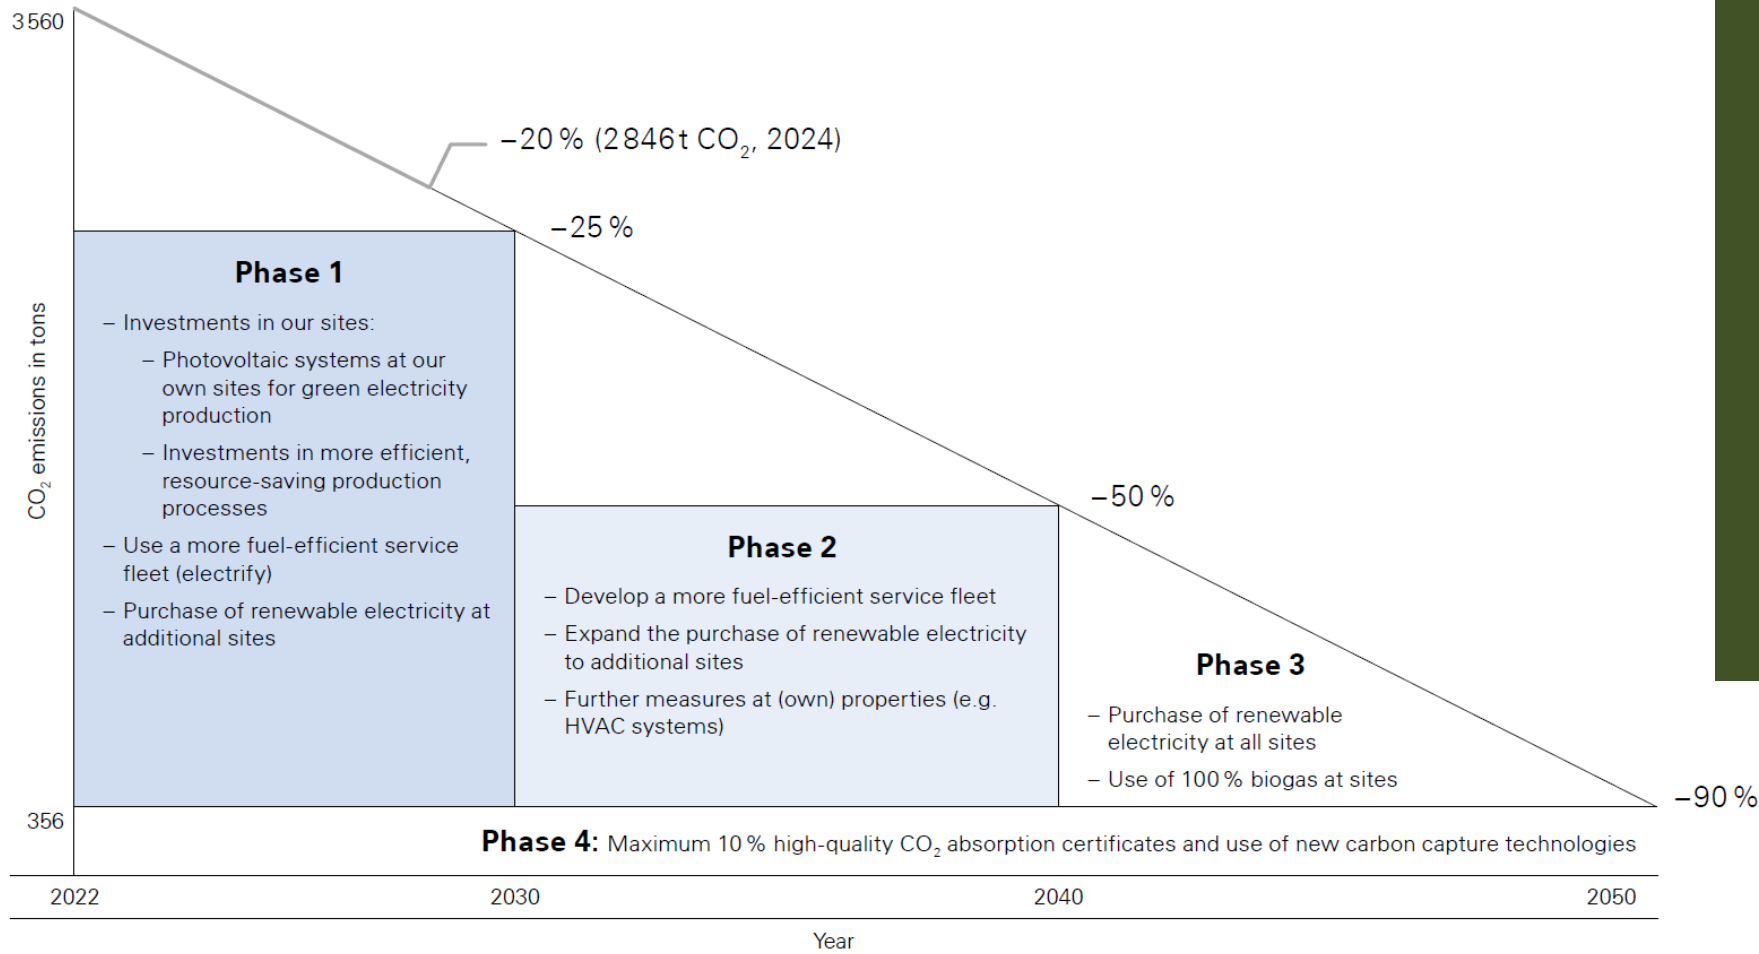 3 560
–20 % (2 846 t CO₂, 2024)
–25 %
Phase 1
– Investments in our sites:
– Photovoltaic systems at our
own sites for green electricity
production
– Investments in more efficient,
resource-saving production
processes
– Use a more fuel-efficient service
fleet (electrify)
– Purchase of renewable electricity at
additional sites
CO₂ emissions in tons
–50 %
Phase 2
– Develop a more fuel-efficient service fleet
– Expand the purchase of renewable electricity
to additional sites
– Further measures at (own) properties (e.g.
HVAC systems)
Phase 3
– Purchase of renewable
electricity at all sites
– Use of 100 % biogas at sites
–90 %
356
Phase 4: Maximum 10 % high-quality CO₂ absorption certificates and use of new carbon capture technologies
2022 2030 2040 2050
Year